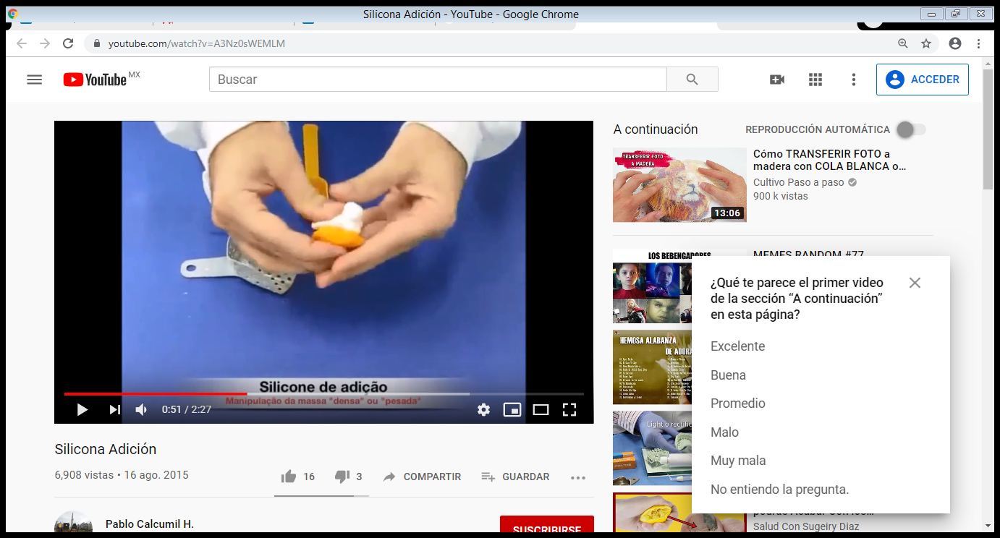 Silicona Adición - YouTube - Google Chrome
youtube.com/watch?v=A3Nz0sWEMLM
YouTube MX
Buscar
ACCEDER
Silicone de adição
Manipulação da massa "densa" ou "pesada"
0:51 / 2:27
Silicona Adición
6,908 vistas • 16 ago. 2015
16
3
COMPARTIR
GUARDAR
Pablo Calcumil H.
SUSCRIBIRSE
A continuación
REPRODUCCIÓN AUTOMÁTICA
TRANSFERIR FOTO
A MADERA
13:06
Cómo TRANSFERIR FOTO a
madera con COLA BLANCA o…
Cultivo Paso a paso
900 k vistas
LOS BEBENGADORES
MEMES RANDOM #77
HEMOSA ALABANZA
DE ADORA
Light o rectific
Salud Con Sugeiry Diaz
¿Qué te parece el primer video
de la sección “A continuación”
en esta página?
Excelente
Buena
Promedio
Malo
Muy mala
No entiendo la pregunta.